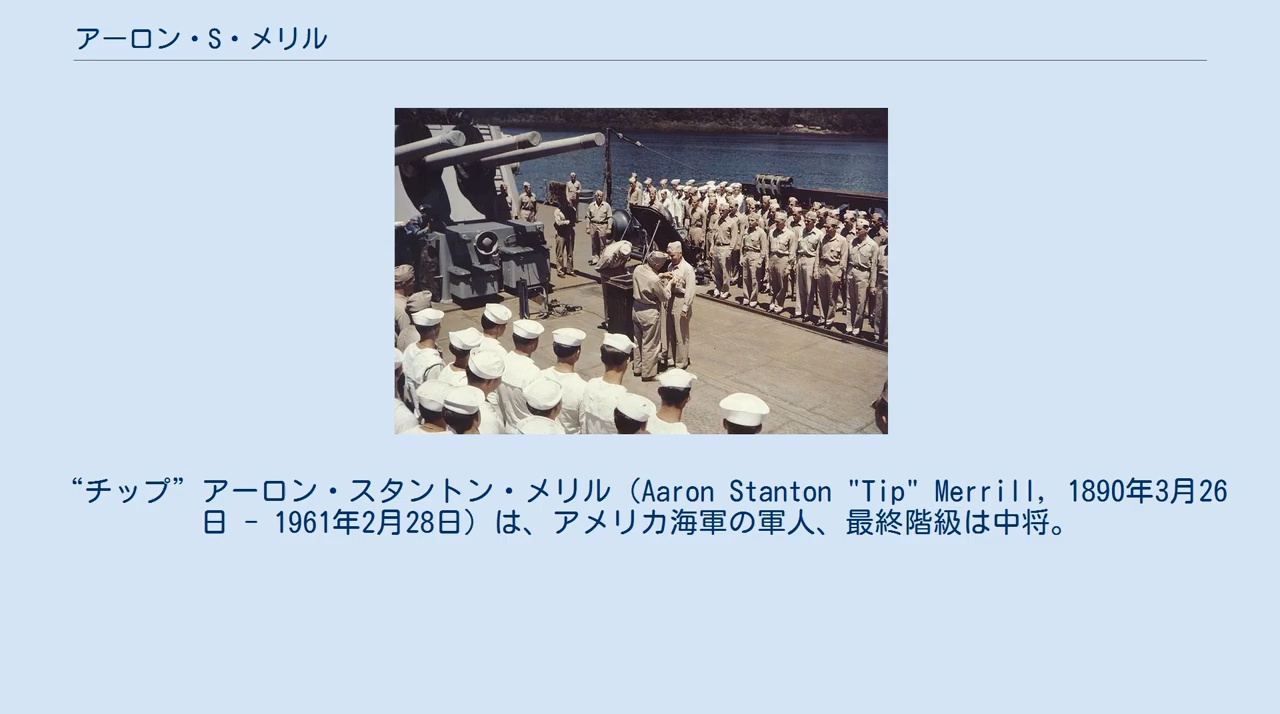 アーロン・S・メリル
“チップ” アーロン・スタントン・メリル（Aaron Stanton "Tip" Merrill, 1890年3月26
日 - 1961年2月28日）は、アメリカ海軍の軍人、最終階級は中将。